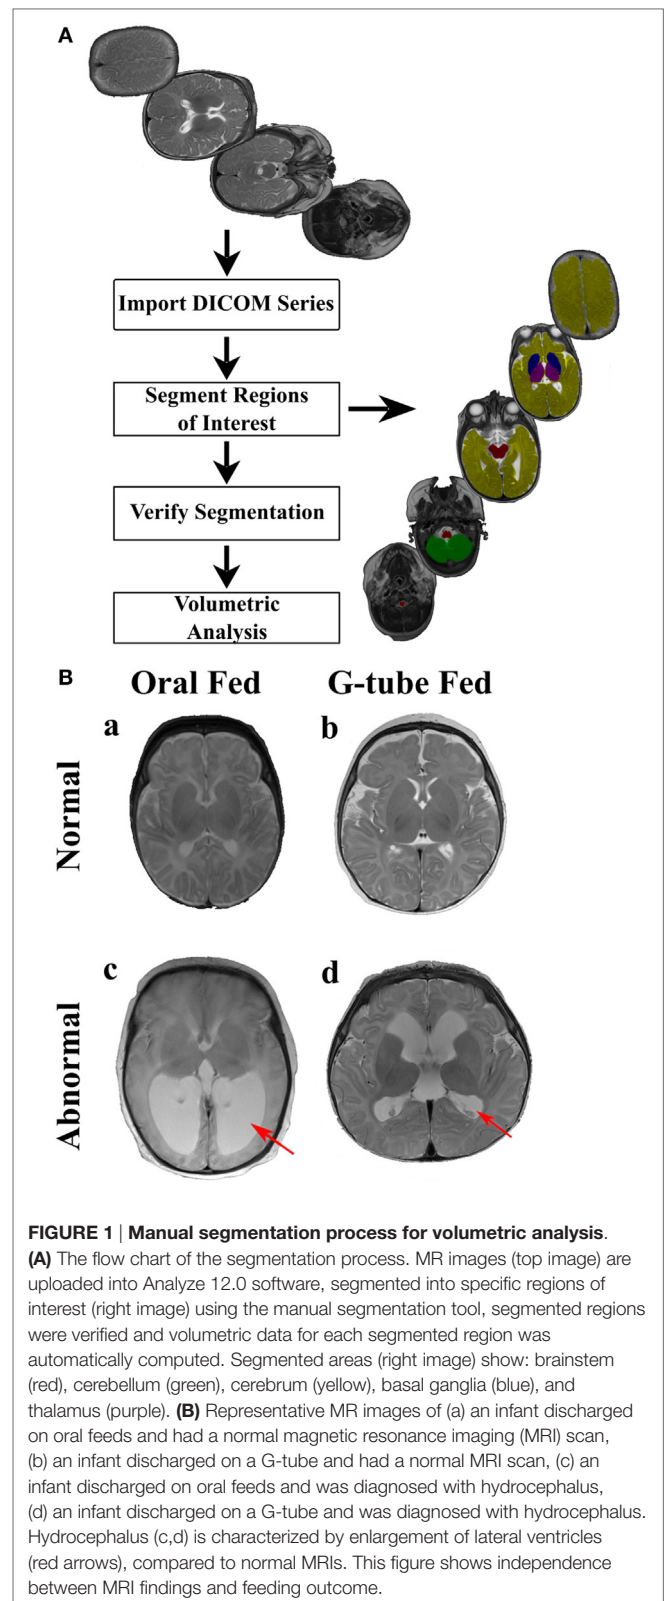 A
Import DICOM Series
Segment Regions
of Interest
Verify Segmentation
Volumetric
Analysis
B
Oral Fed
G-tube Fed
Normal
a
b
Abnormal
c
d
FIGURE 1 | Manual segmentation process for volumetric analysis.
(A) The flow chart of the segmentation process. MR images (top image) are
uploaded into Analyze 12.0 software, segmented into specific regions of
interest (right image) using the manual segmentation tool, segmented regions
were verified and volumetric data for each segmented region was
automatically computed. Segmented areas (right image) show: brainstem
(red), cerebellum (green), cerebrum (yellow), basal ganglia (blue), and
thalamus (purple). (B) Representative MR images of (a) an infant discharged
on oral feeds and had a normal magnetic resonance imaging (MRI) scan,
(b) an infant discharged on a G-tube and had a normal MRI scan, (c) an
infant discharged on oral feeds and was diagnosed with hydrocephalus,
(d) an infant discharged on a G-tube and was diagnosed with hydrocephalus.
Hydrocephalus (c,d) is characterized by enlargement of lateral ventricles
(red arrows), compared to normal MRIs. This figure shows independence
between MRI findings and feeding outcome.